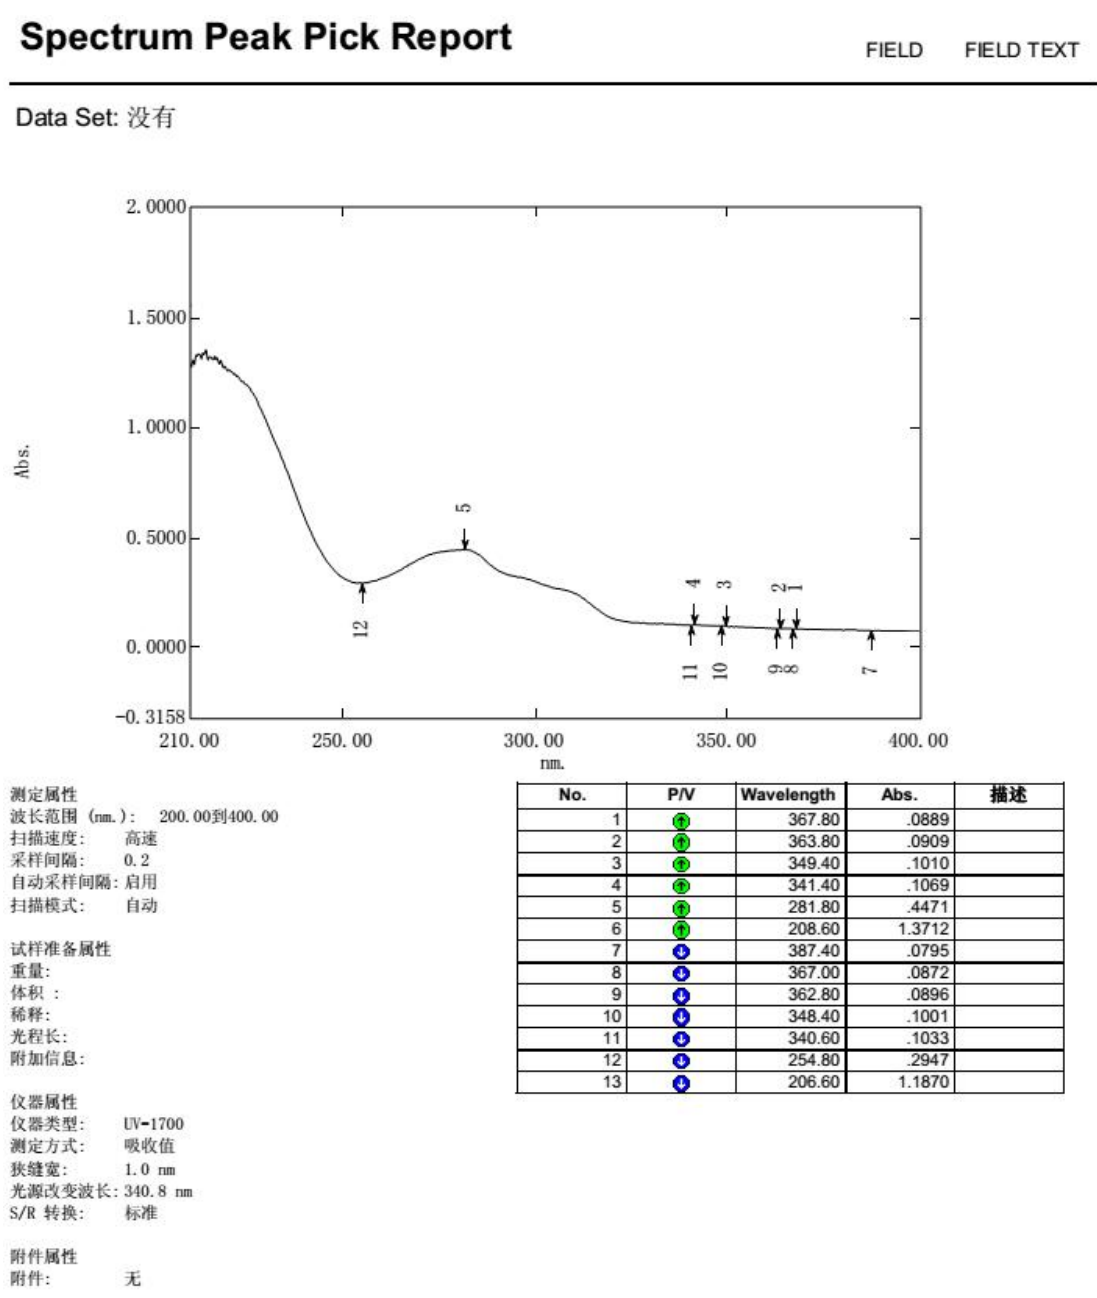 Spectrum Peak Pick Report
FIELD FIELD TEXT
Data Set: 没有
2.0000
1.5000
1.0000
0.5000
0.0000
-0.3158
Abs.
5
12
4 3 2 1
11 10 9 8 7
210.00 250.00 300.00 350.00 400.00
nm.
测定属性
波长范围 (nm.): 200.00到400.00
扫描速度: 高速
采样间隔: 0.2
自动采样间隔: 启用
扫描模式: 自动
试样准备属性
重量:
体积 :
稀释:
光程长:
附加信息:
仪器属性
仪器类型: UV-1700
测定方式: 吸收值
狭缝宽: 1.0 nm
光源改变波长: 340.8 nm
S/R 转换: 标准
附件属性
附件: 无
No. P/V Wavelength Abs. 描述
1 367.80 .0889
2 363.80 .0909
3 349.40 .1010
4 341.40 .1069
5 281.80 .4471
6 208.60 1.3712
7 387.40 .0795
8 367.00 .0872
9 362.80 .0896
10 348.40 .1001
11 340.60 .1033
12 254.80 .2947
13 206.60 1.1870